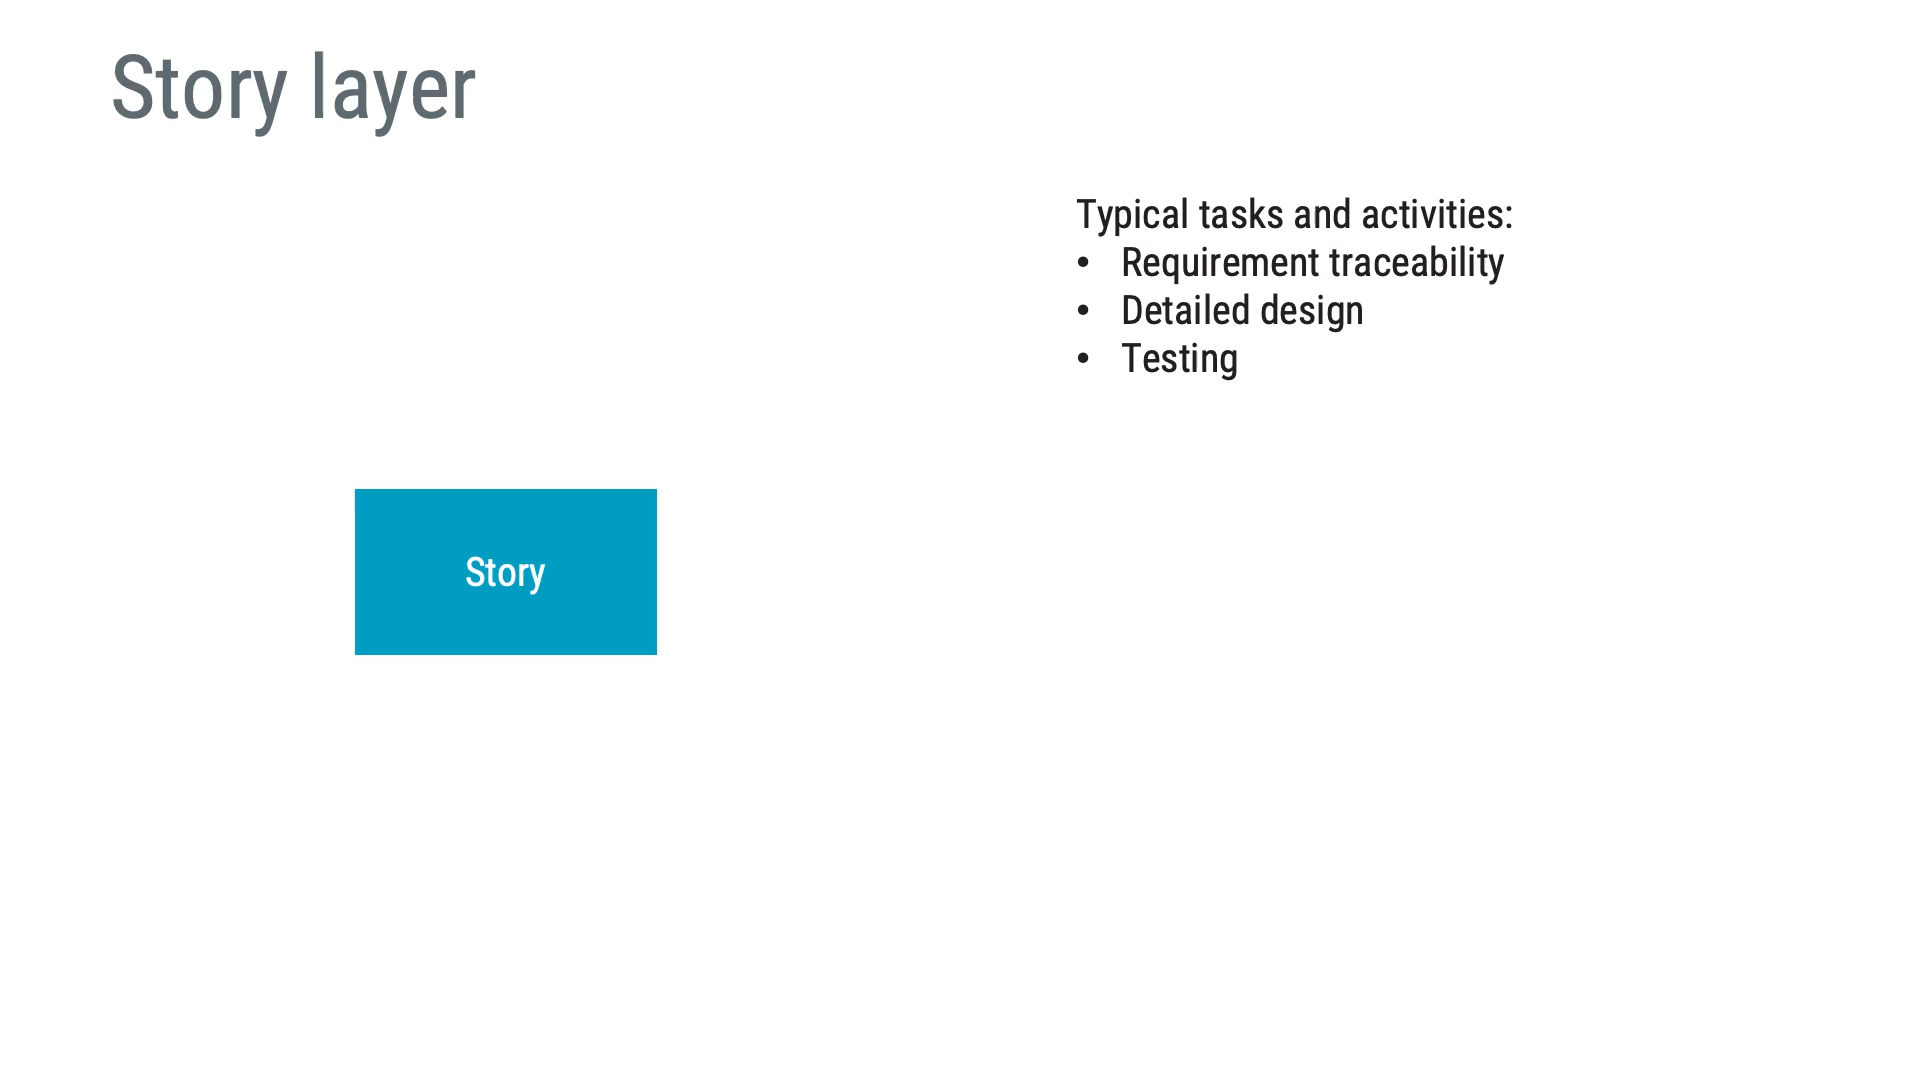 Story layer
Typical tasks and activities:
• Requirement traceability
• Detailed design
• Testing
Story